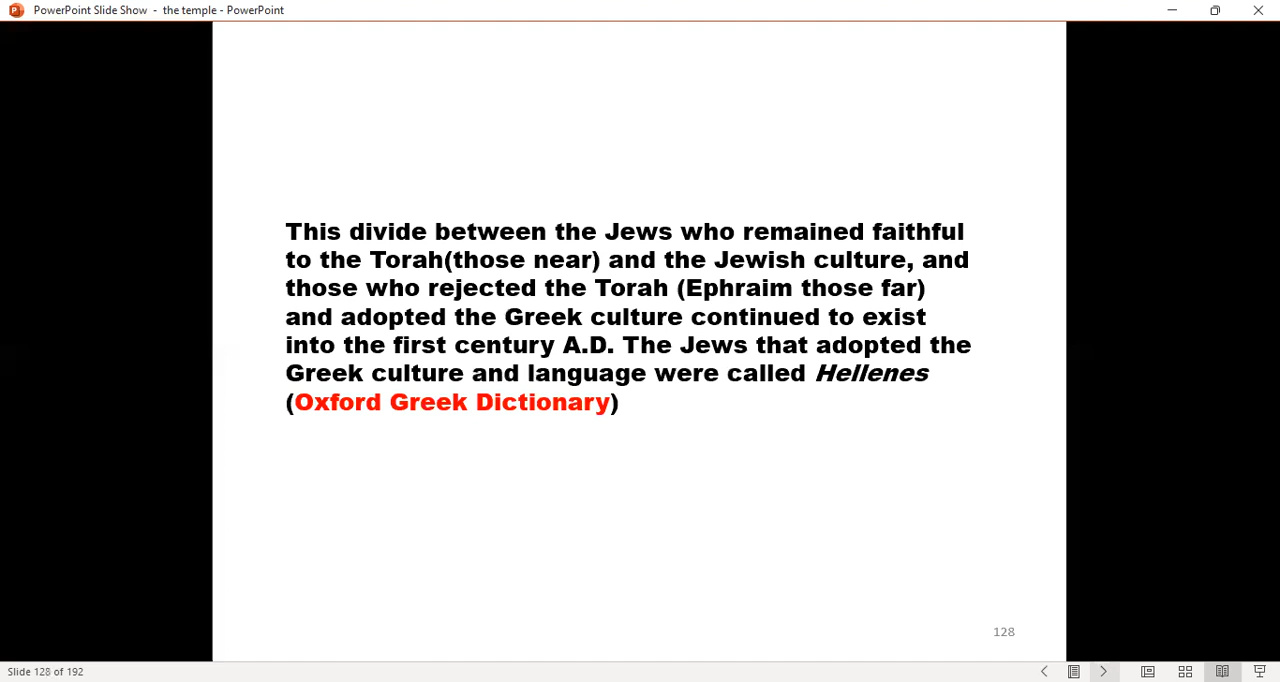 PowerPoint Slide Show - the temple - PowerPoint
This divide between the Jews who remained faithful
to the Torah(those near) and the Jewish culture, and
those who rejected the Torah (Ephraim those far)
and adopted the Greek culture continued to exist
into the first century A.D. The Jews that adopted the
Greek culture and language were called Hellenes
(Oxford Greek Dictionary)
128
Slide 128 of 192